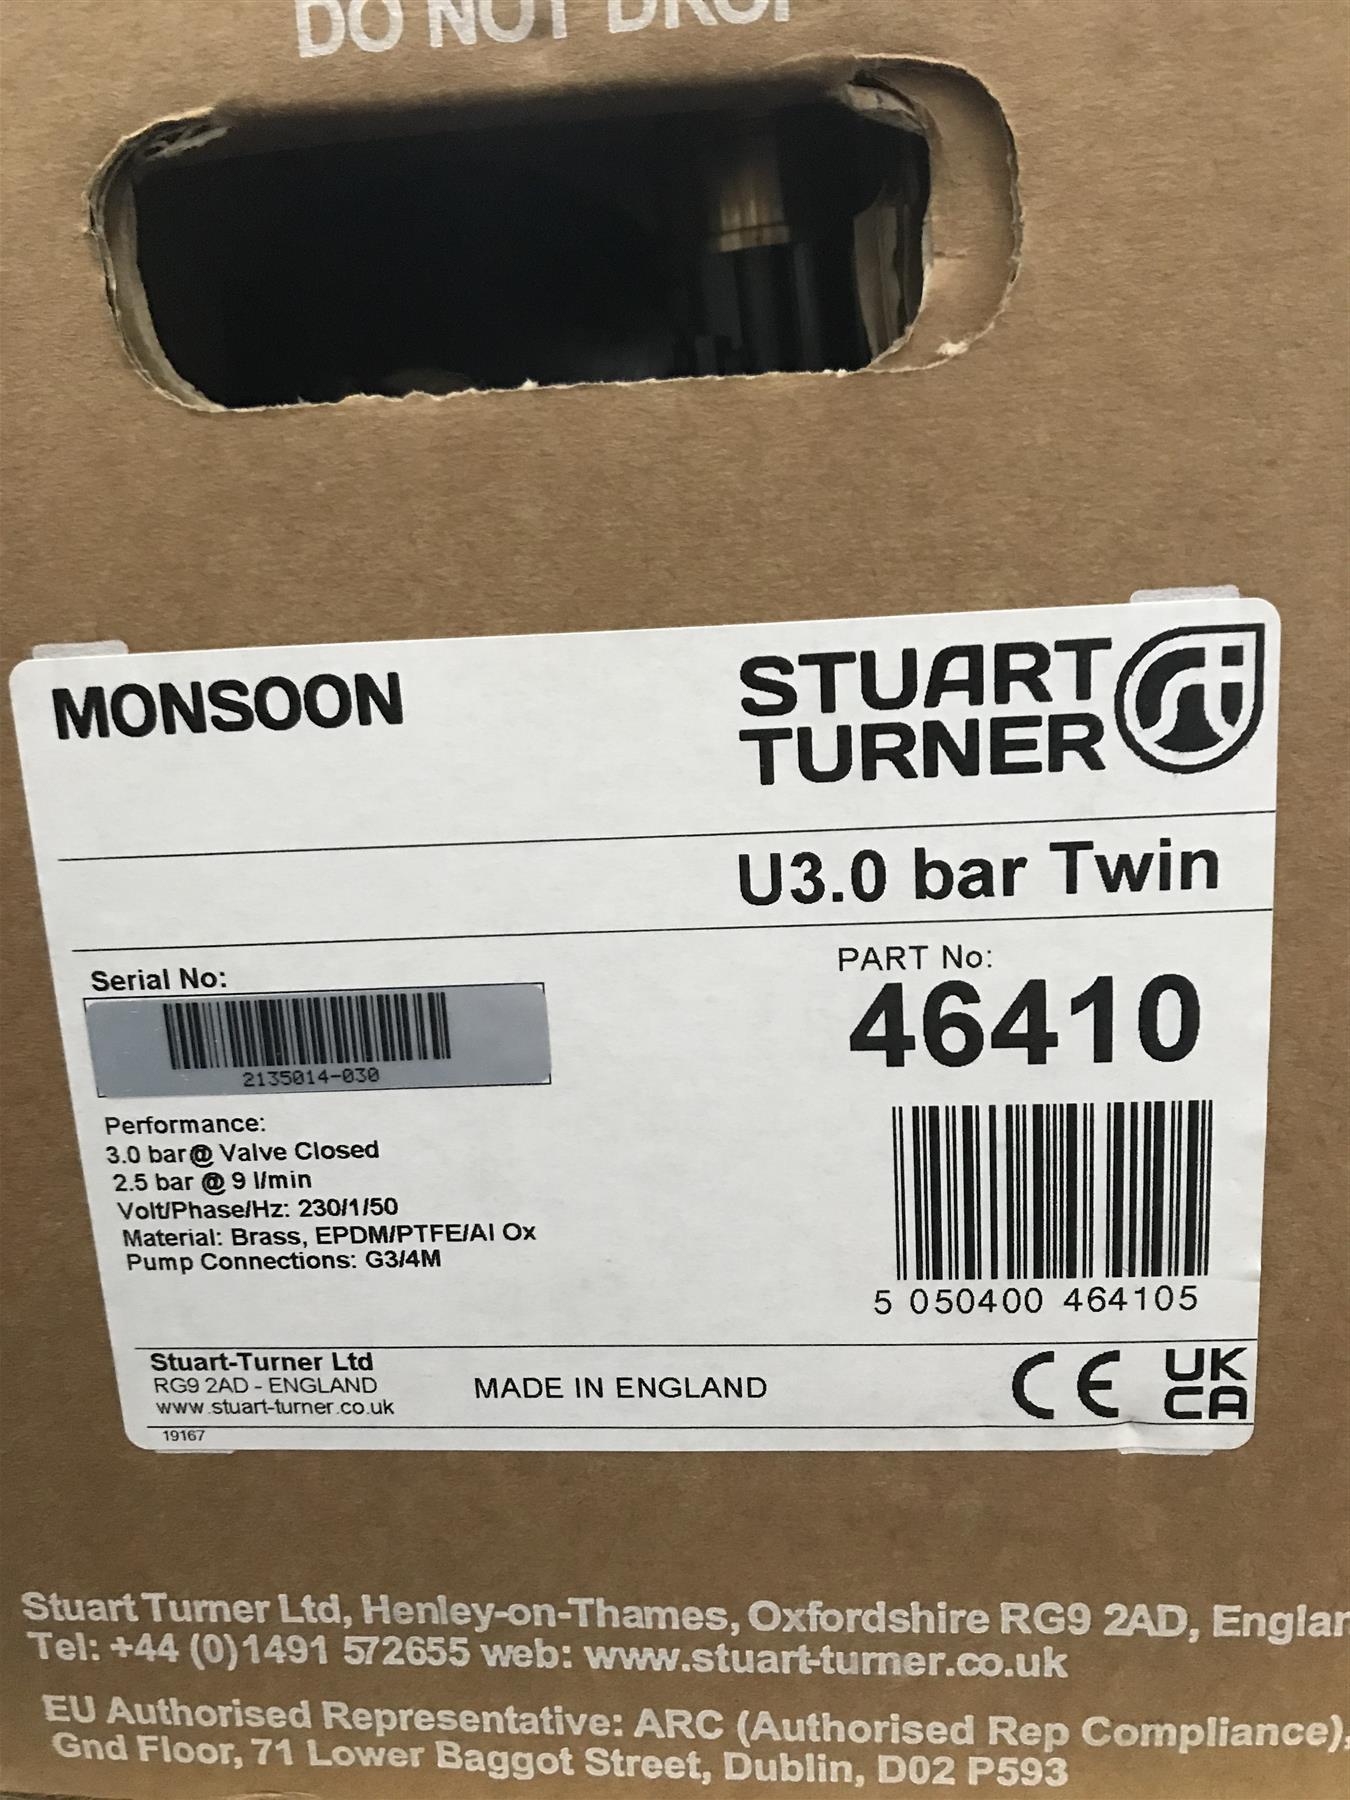 DO NOT DROP
MONSOON
STUART
TURNER
U3.0 bar Twin
Serial No:
2135014-030
PART No:
46410
Performance:
3.0 bar@ Valve Closed
2.5 bar @ 9 l/min
Volt/Phase/Hz: 230/1/50
Material: Brass, EPDM/PTFE/Al Ox
Pump Connections: G3/4M
5 050400 464105
Stuart-Turner Ltd
RG9 2AD - ENGLAND
www.stuart-turner.co.uk
MADE IN ENGLAND
CE
UK
CA
19167
Stuart Turner Ltd, Henley-on-Thames, Oxfordshire RG9 2AD, Englan
Tel: +44 (0)1491 572655 web: www.stuart-turner.co.uk
EU Authorised Representative: ARC (Authorised Rep Compliance),
Gnd Floor, 71 Lower Baggot Street, Dublin, D02 P593